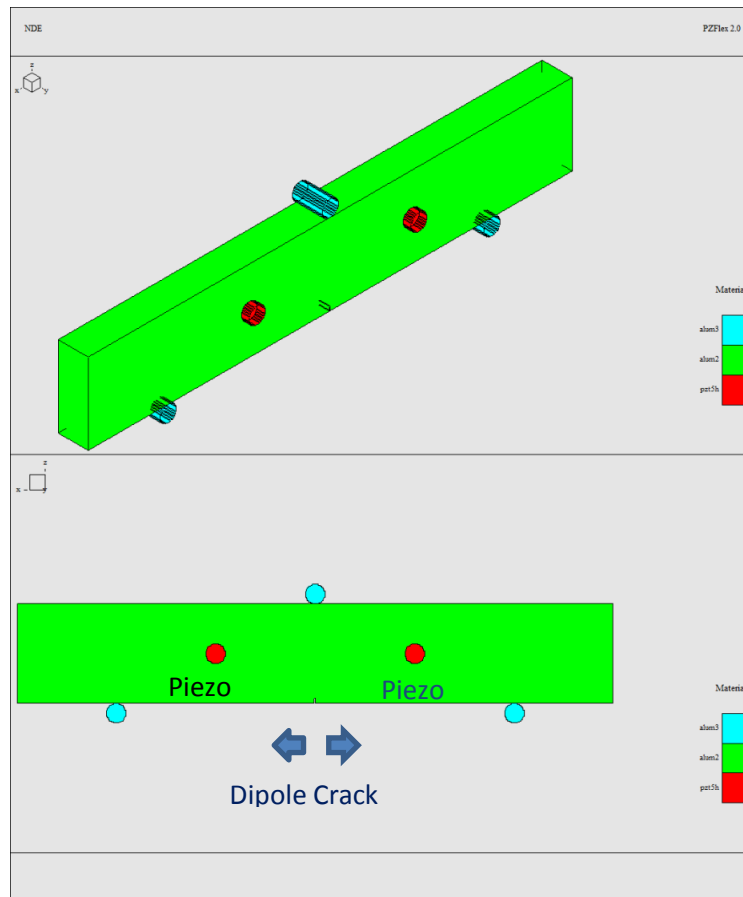 NDE PZFlex 2.0
z
x y
Materia
alum3
alum2
pzt5h
z
x y
Piezo Piezo
Materia
alum3
alum2
pzt5h
Dipole Crack